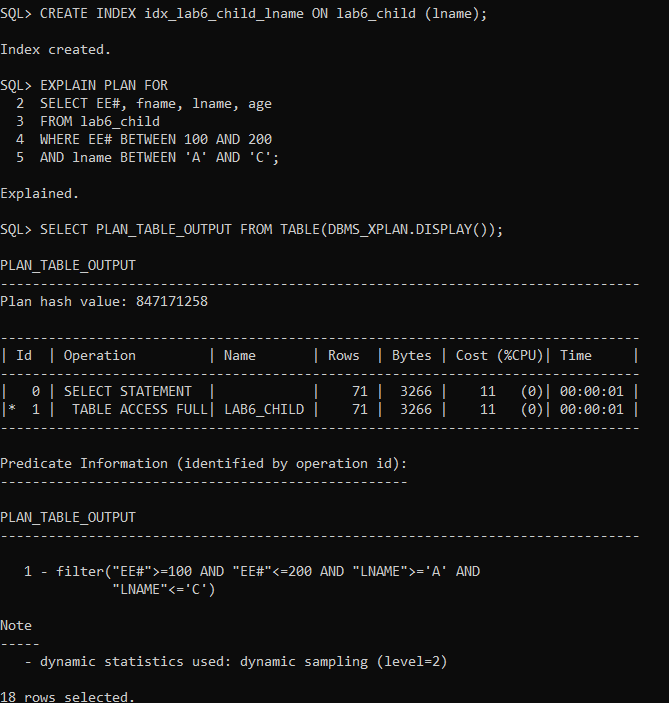 SQL> CREATE INDEX idx_lab6_child_lname ON lab6_child (lname);
Index created.
SQL> EXPLAIN PLAN FOR
  2  SELECT EE#, fname, lname, age
  3  FROM lab6_child
  4  WHERE EE# BETWEEN 100 AND 200
  5  AND lname BETWEEN 'A' AND 'C';
Explained.
SQL> SELECT PLAN_TABLE_OUTPUT FROM TABLE(DBMS_XPLAN.DISPLAY());
PLAN_TABLE_OUTPUT
--------------------------------------------------------------------------------
Plan hash value: 847171258
--------------------------------------------------------------------------------
| Id  | Operation         | Name       | Rows  | Bytes | Cost (%CPU)| Time     |
--------------------------------------------------------------------------------
|   0 | SELECT STATEMENT  |            |    71 |  3266 |    11   (0)| 00:00:01 |
|*  1 |  TABLE ACCESS FULL| LAB6_CHILD |    71 |  3266 |    11   (0)| 00:00:01 |
--------------------------------------------------------------------------------
Predicate Information (identified by operation id):
---------------------------------------------------
PLAN_TABLE_OUTPUT
--------------------------------------------------------------------------------
   1 - filter("EE#">=100 AND "EE#"<=200 AND "LNAME">='A' AND
              "LNAME"<='C')
Note
-----
   - dynamic statistics used: dynamic sampling (level=2)
18 rows selected.